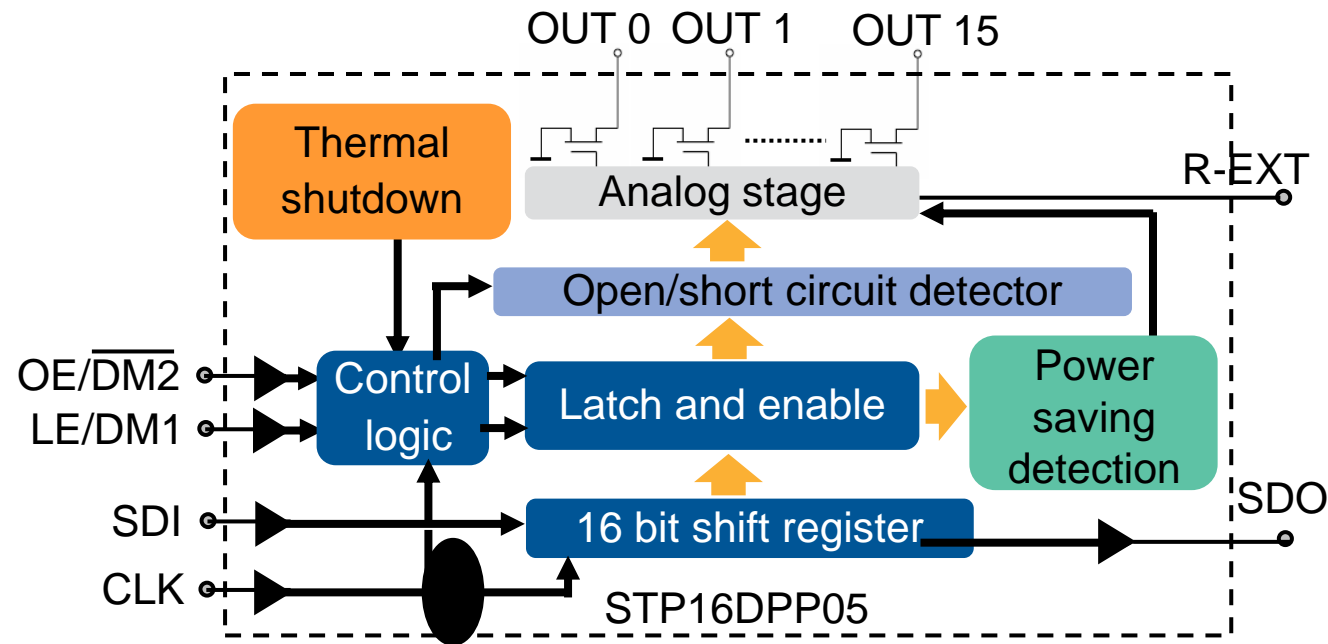 OUT 0 OUT 1 OUT 15
Thermal
shutdown
Analog stage
R-EXT
Open/short circuit detector
OE/D̅M̅2̅
LE/DM1
Control
logic
Latch and enable
Power
saving
detection
SDI
16 bit shift register
SDO
CLK
STP16DPP05